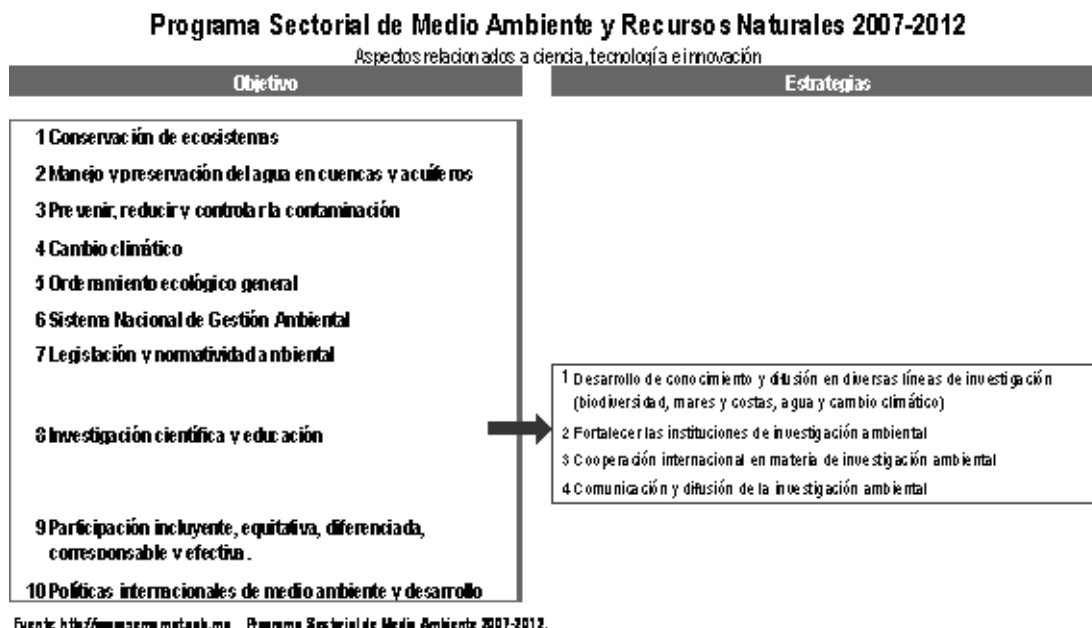 Programa Sectorial de Medio Ambiente y Recursos Naturales 2007-2012
Aspectos relacionados a ciencia, tecnología e innovación
Objetivo
Estrategias
1 Conservación de ecosistemas
2 Manejo y preservación del agua en cuencas y acuíferos
3 Prevenir, reducir y controlar la contaminación
4 Cambio climático
5 Ordenamiento ecológico general
6 Sistema Nacional de Gestión Ambiental
7 Legislación y normatividad ambiental
8 Investigación científica y educación
9 Participación incluyente, equitativa, diferenciada,
corresponsable y efectiva.
10 Políticas internacionales de medio ambiente y desarrollo
1 Desarrollo de conocimiento y difusión en diversas líneas de investigación
(biodiversidad, mares y costas, agua y cambio climático)
2 Fortalecer las instituciones de investigación ambiental
3 Cooperación internacional en materia de investigación ambiental
4 Comunicación y difusión de la investigación ambiental
Fuente: Programa Sectorial de Medio Ambiente 2007-2012.